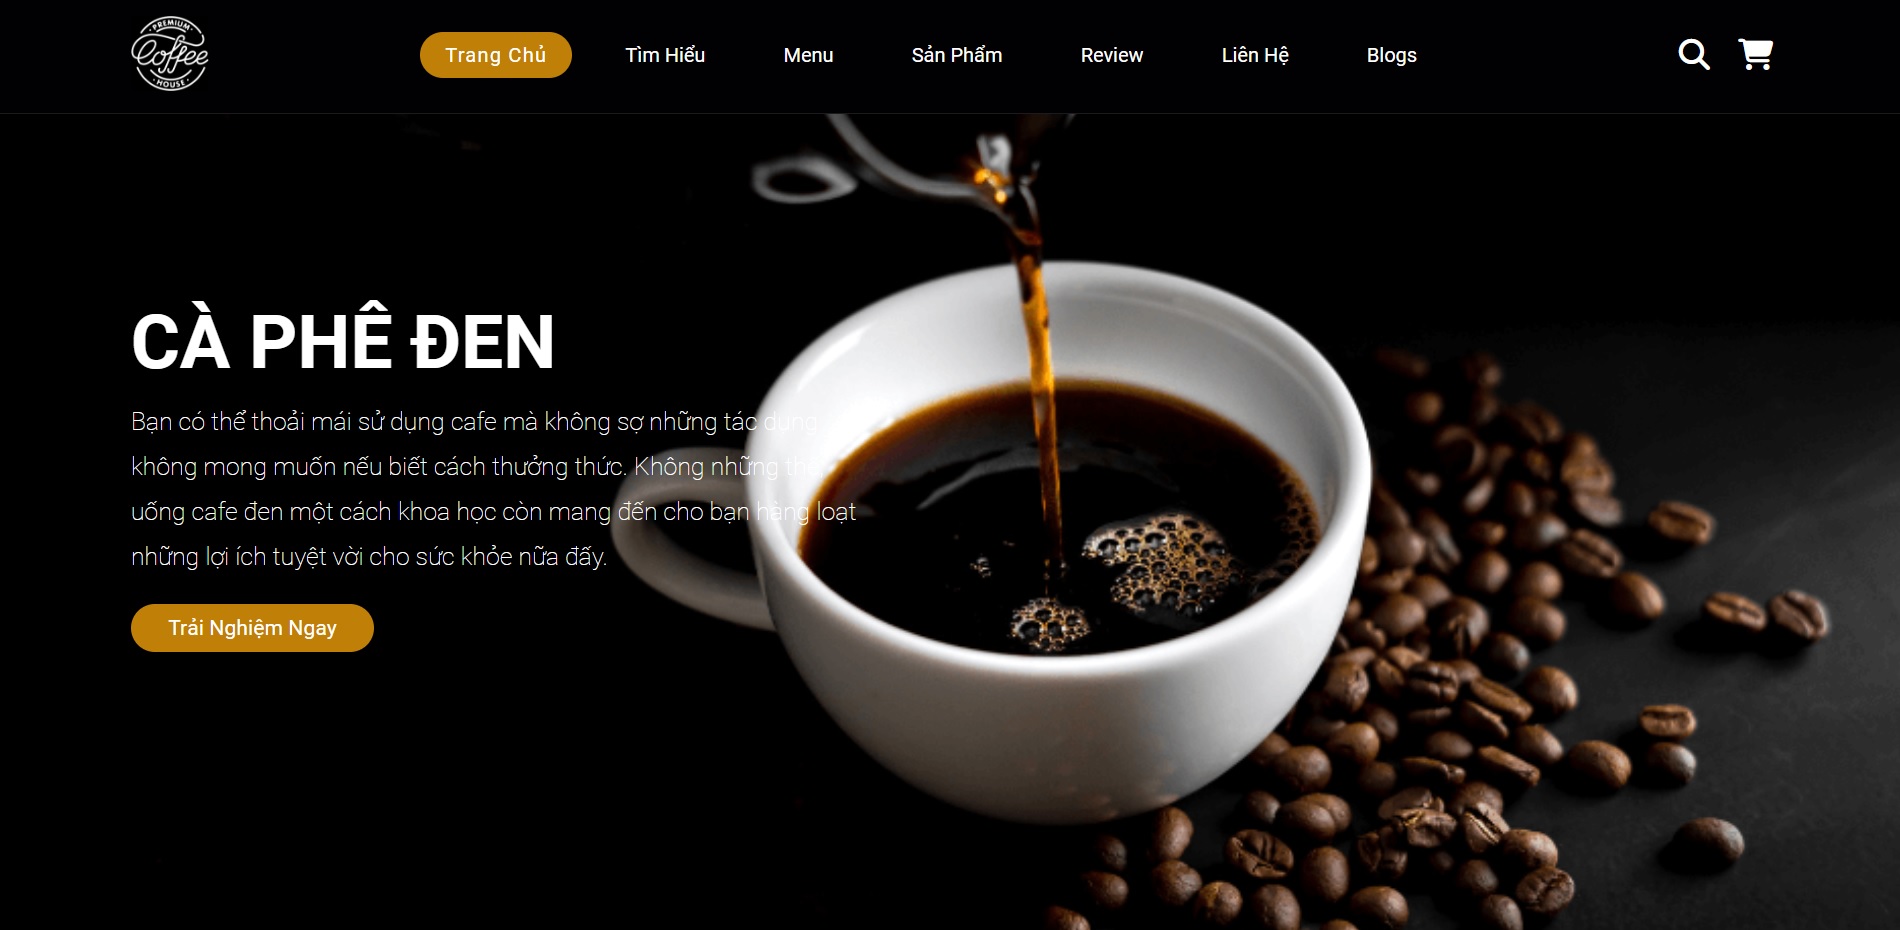 PREMIUM
Coffee
HOUSE
Trang Chủ
Tìm Hiểu
Menu
Sản Phẩm
Review
Liên Hệ
Blogs
CÀ PHÊ ĐEN
Bạn có thể thoải mái sử dụng cafe mà không sợ những tác dụng
không mong muốn nếu biết cách thưởng thức. Không những thế
uống cafe đen một cách khoa học còn mang đến cho bạn hàng loạt
những lợi ích tuyệt vời cho sức khỏe nữa đấy.
Trải Nghiệm Ngay